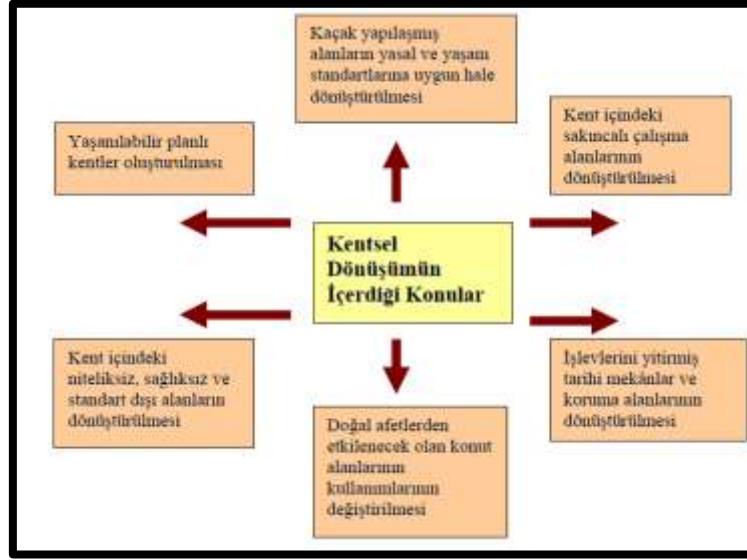 Kaçak yapılaşmış
alanların yasal ve yaşam
standartlarına uygun hale
dönüştürülmesi
Yaşanılabilir planlı
kentler oluşturulması
Kent içindeki
sakıncalı çalışma
alanlarının
dönüştürülmesi
Kentsel
Dönüşümün
İçerdiği Konular
Kent içindeki
niteliksiz, sağlıksız ve
standart dışı alanların
dönüştürülmesi
Doğal afetlerden
etkilenecek olan konut
alanlarının
kullanımlarının
değiştirilmesi
İşlevlerini yitirmiş
tarihi mekânlar ve
koruma alanlarının
dönüştürülmesi